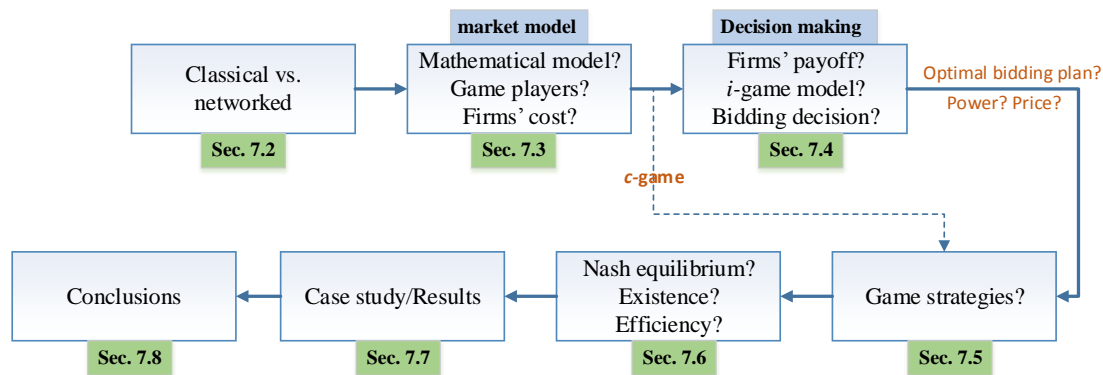 market model
Decision making
Classical vs.
networked
Mathematical model?
Game players?
Firms' cost?
Firms' payoff?
i-game model?
Bidding decision?
Optimal bidding plan?
Power? Price?
Sec. 7.2
Sec. 7.3
Sec. 7.4
c-game
Conclusions
Case study/Results
Nash equilibrium?
Existence?
Efficiency?
Game strategies?
Sec. 7.8
Sec. 7.7
Sec. 7.6
Sec. 7.5